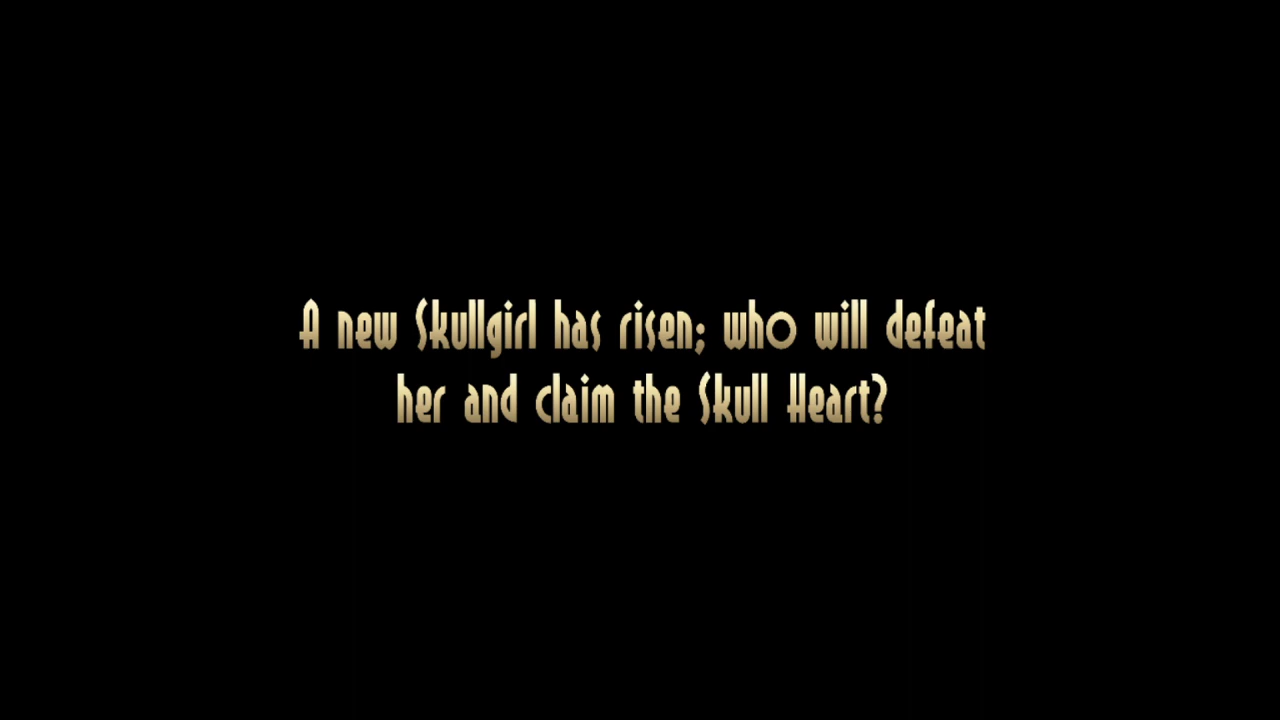 A new Skullgirl has risen; who will defeat
her and claim the Skull Heart?